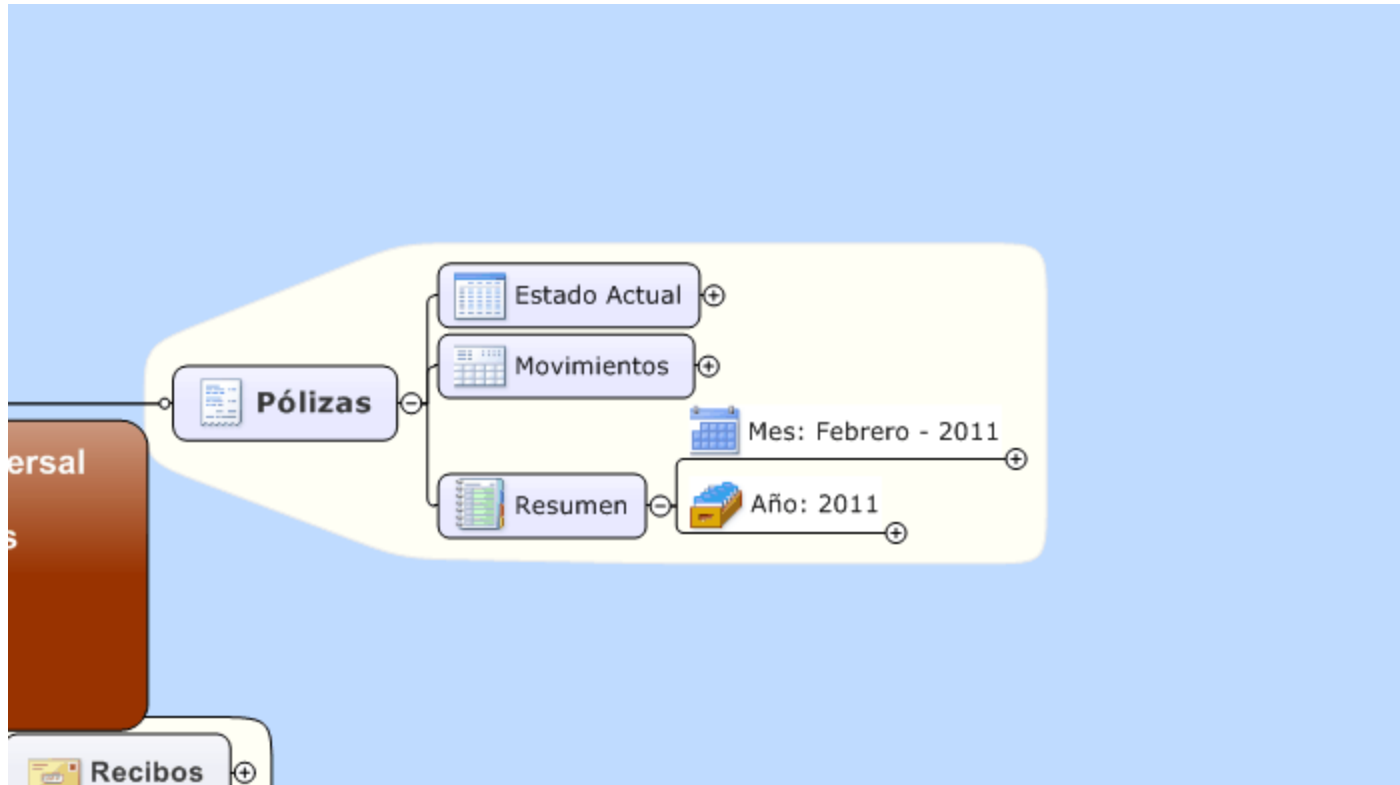 Estado Actual
Movimientos
Pólizas
Mes: Febrero - 2011
Resumen
Año: 2011
ersal
s
Recibos